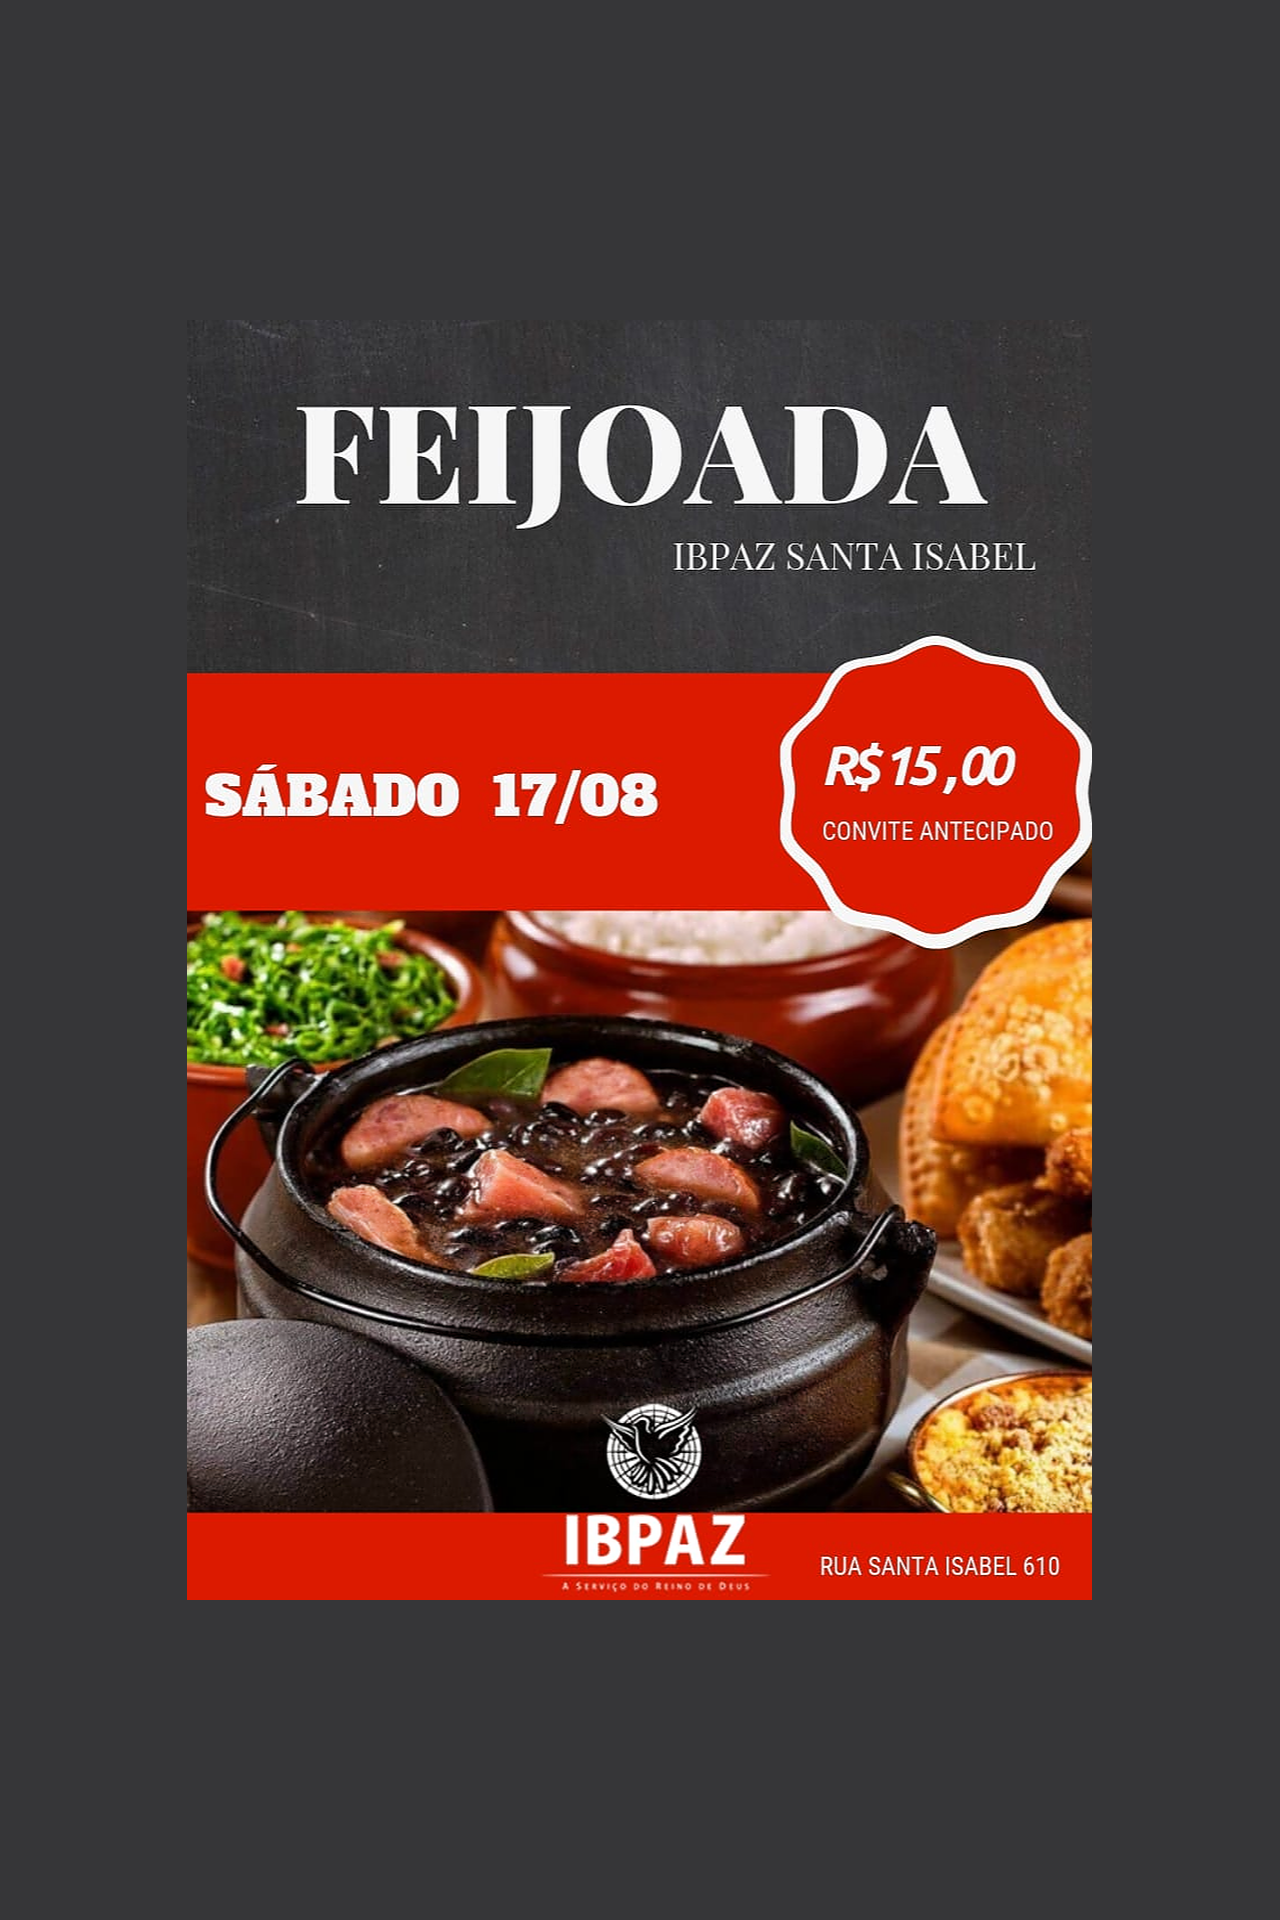 FEIJOADA
IBPAZ SANTA ISABEL
R$ 15,00
CONVITE ANTECIPADO
SÁBADO 17/08
IBPAZ
A SERVIÇO DO REINO DE DEUS
RUA SANTA ISABEL 610